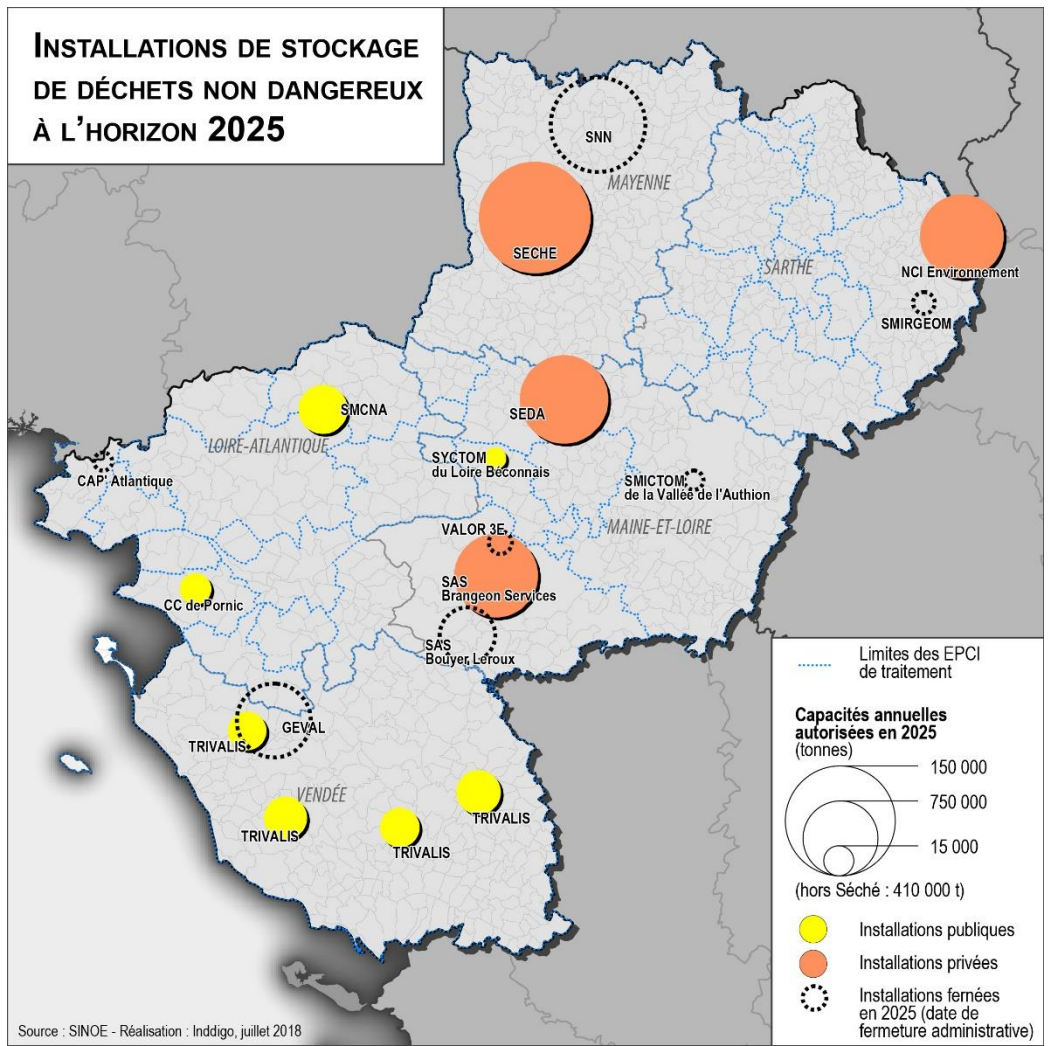 INSTALLATIONS DE STOCKAGE
DE DÉCHETS NON DANGEREUX
À L'HORIZON 2025
SNN
MAYENNE
SECHE
NCI Environnement
SARTHE
SMIRGEOM
SMCNA
SEDA
LOIRE-ATLANTIQUE
SYCTOM
du Loire Béconnais
CAP' Atlantique
SMICTOM
de la Vallée de l'Authion
VALOR 3E
MAINE-ET-LOIRE
SAS
Brangeon Services
CC de Pornic
SAS
Bouyer Leroux
GEVAL
TRIVALIS
VENDÉE
TRIVALIS
TRIVALIS
TRIVALIS
Limites des EPCI
de traitement
Capacités annuelles
autorisées en 2025
(tonnes)
150 000
750 000
15 000
(hors Séché : 410 000 t)
Installations publiques
Installations privées
Installations fernées
en 2025 (date de
fermeture administrative)
Source : SINOE - Réalisation : Inddigo, juillet 2018